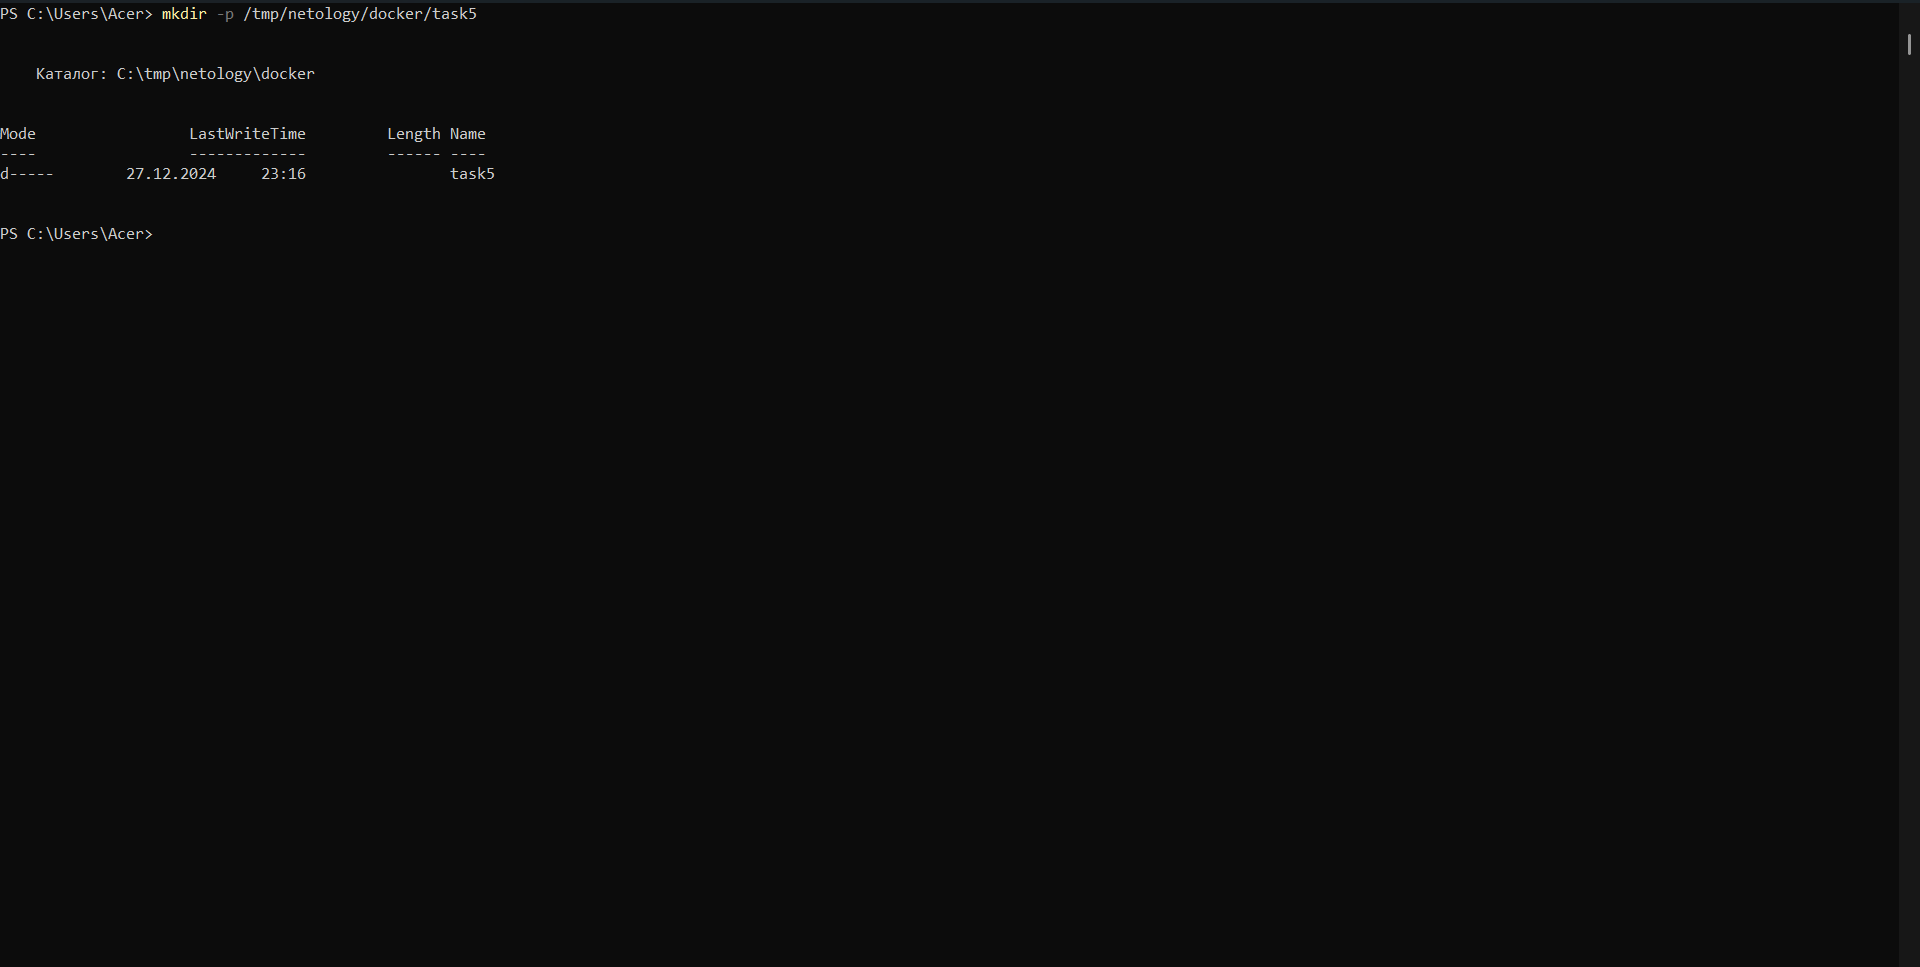 PS C:\Users\Acer> mkdir -p /tmp/netology/docker/task5
Каталог: C:\tmp\netology\docker
Mode                 LastWriteTime         Length Name
----                 -------------         ------ ----
d-----        27.12.2024     23:16                task5
PS C:\Users\Acer>